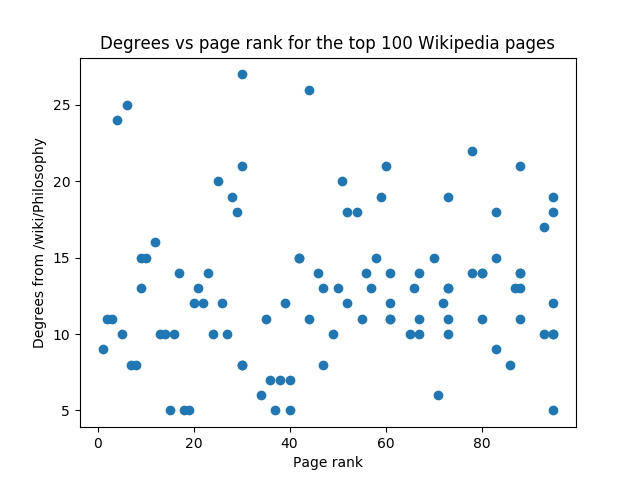 Degrees vs page rank for the top 100 Wikipedia pages
Degrees from /wiki/Philosophy
25
20
15
10
5
0 20 40 60 80
Page rank